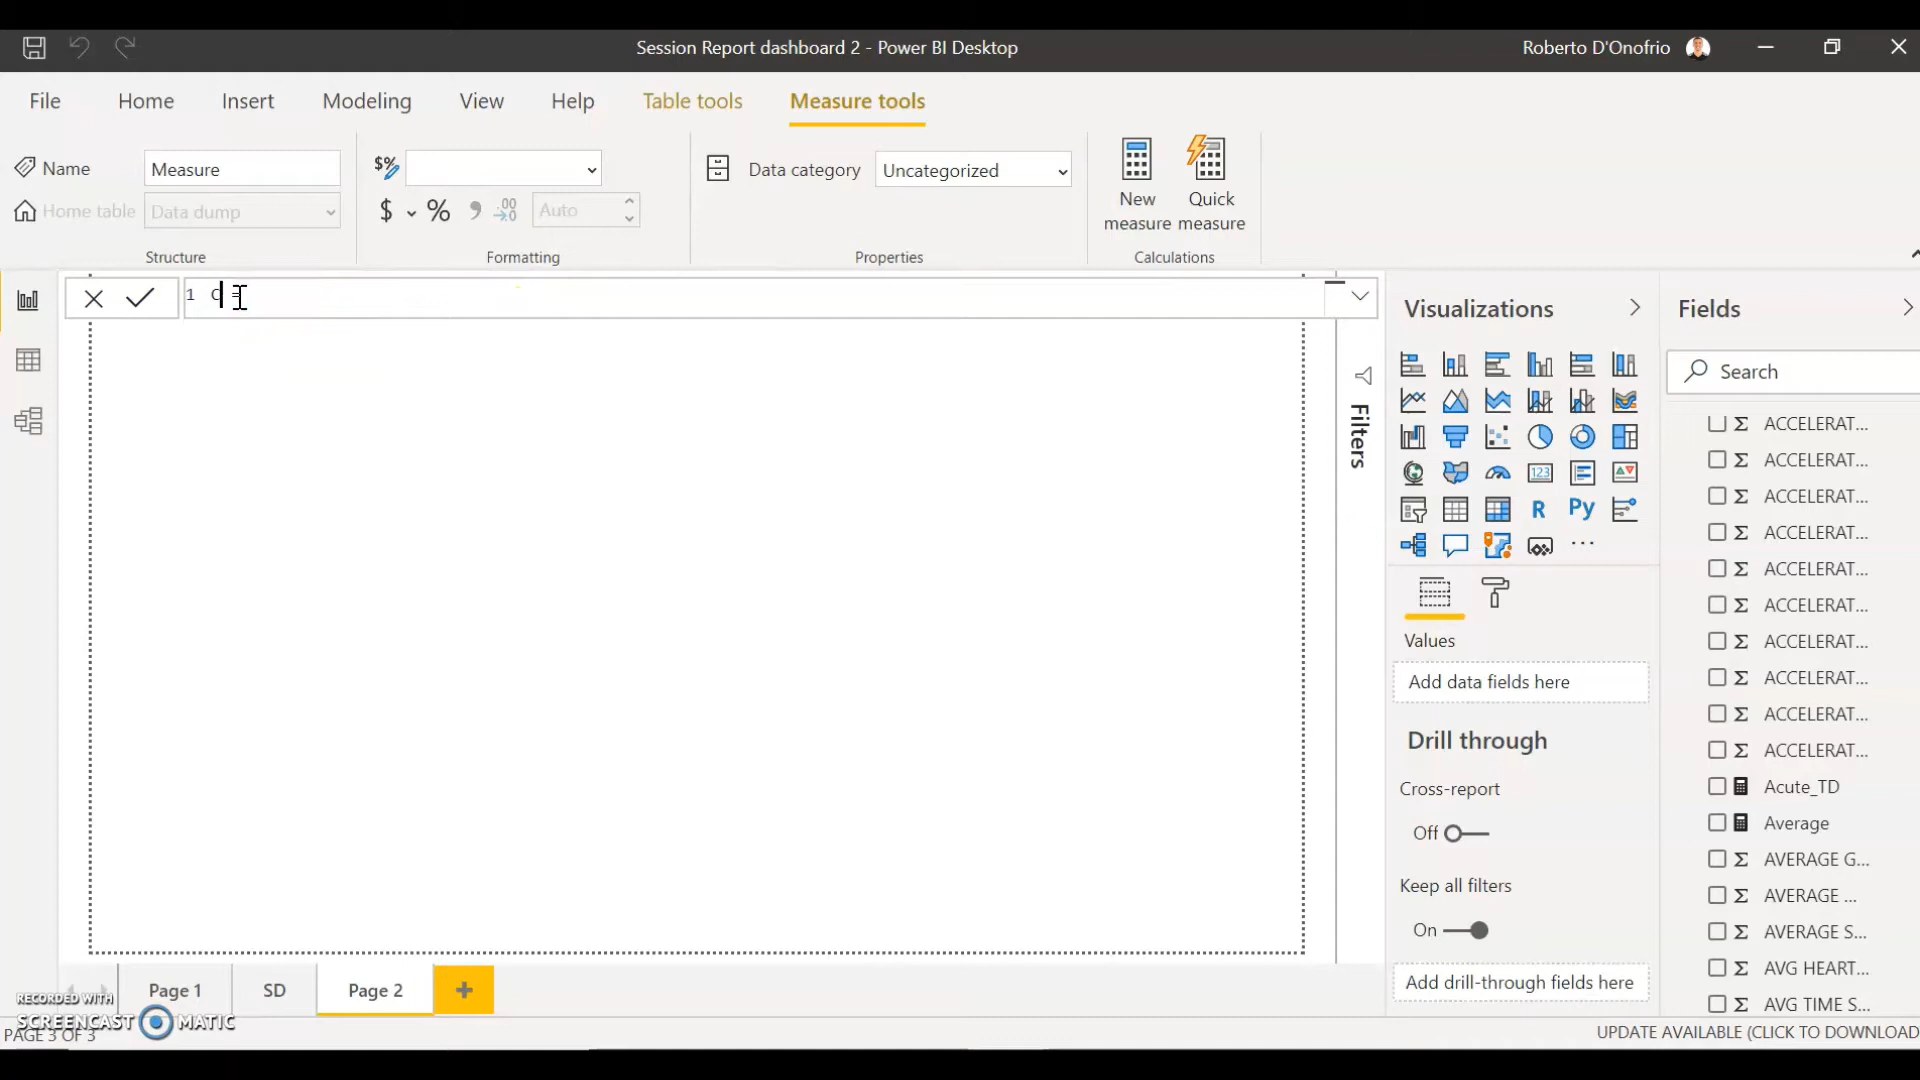 Session Report dashboard 2 - Power BI Desktop
Roberto D'Onofrio
File Home Insert Modeling View Help Table tools Measure tools
Name Measure
$%
Data category Uncategorized
New measure
Quick measure
Home table Data dump
$ % Auto
Structure Formatting Properties Calculations
1 C =
Visualizations
Fields
Search
Filters
123
R Py
...
Values
Add data fields here
Drill through
Cross-report
Off
Keep all filters
On
Add drill-through fields here
Σ ACCELERAT...
Σ ACCELERAT...
Σ ACCELERAT...
Σ ACCELERAT...
Σ ACCELERAT...
Σ ACCELERAT...
Σ ACCELERAT...
Σ ACCELERAT...
Σ ACCELERAT...
Σ ACCELERAT...
Acute_TD
Average
Σ AVERAGE G...
Σ AVERAGE ...
Σ AVERAGE S...
Σ AVG HEART...
Σ AVG TIME S...
Page 1 SD Page 2 +
RECORDED WITH
SCREENCAST MATIC
PAGE 3 OF 3
UPDATE AVAILABLE (CLICK TO DOWNLOAD